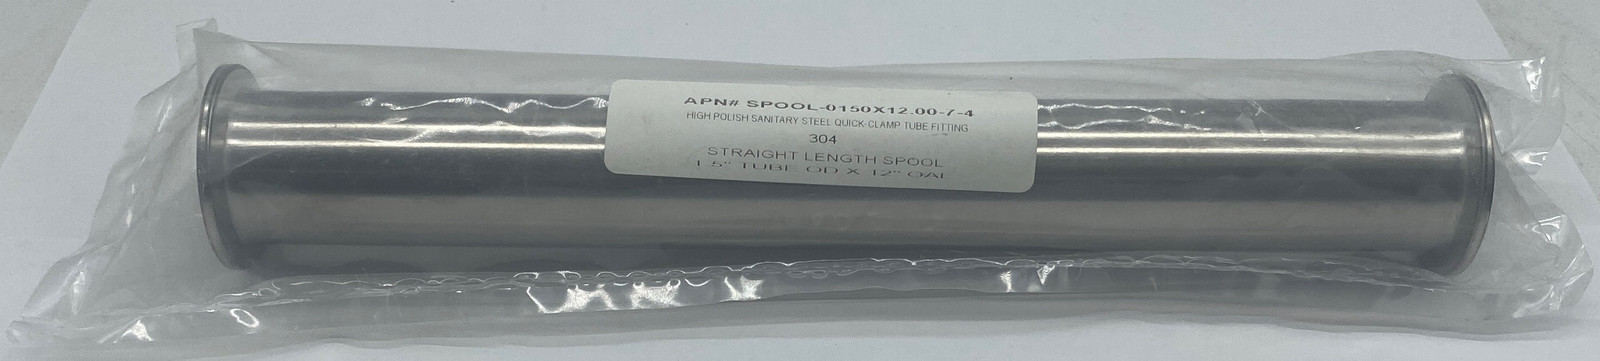 APN# SPOOL-0150X12.00-7-4
HIGH POLISH SANITARY STEEL QUICK-CLAMP TUBE FITTING
304
STRAIGHT LENGTH SPOOL
1.5" TUBE OD X 12" OAL